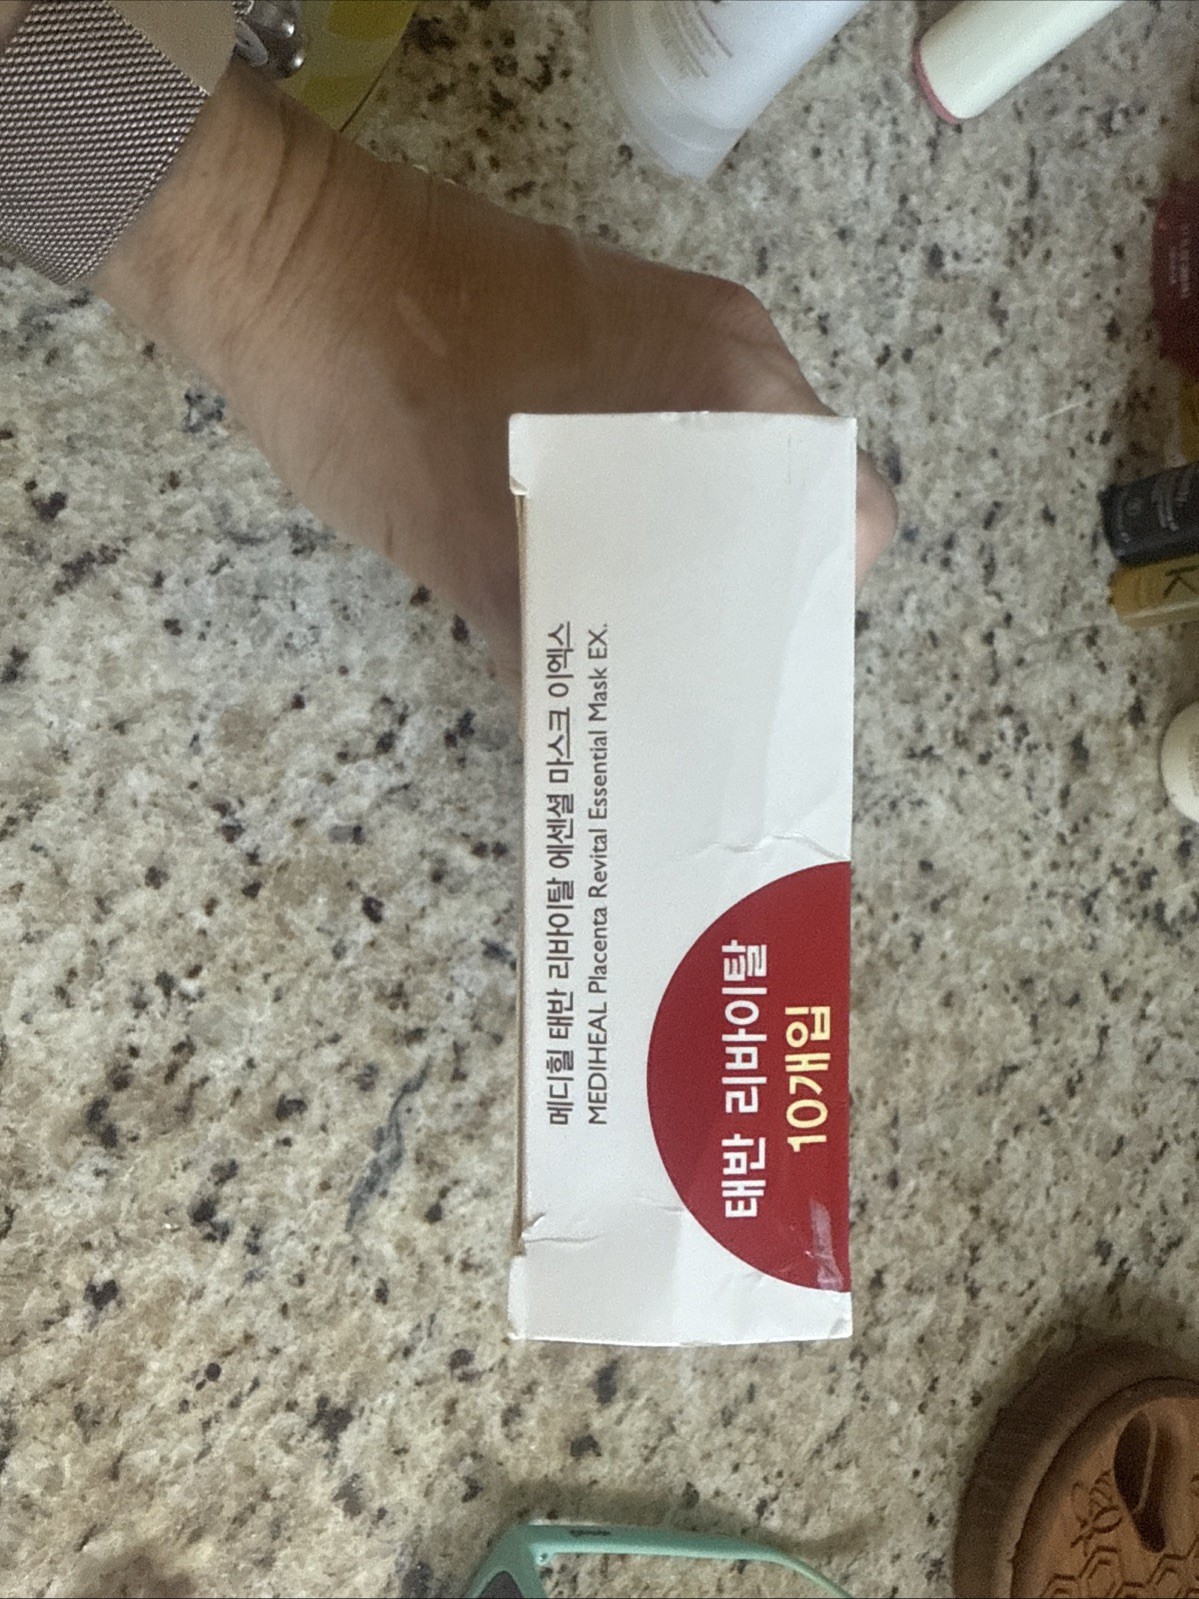 메디힐 태반 리바이탈 에센셜 마스크 이엑스
MEDIHEAL Placenta Revital Essential Mask EX.
태반 리바이탈
10개입
K